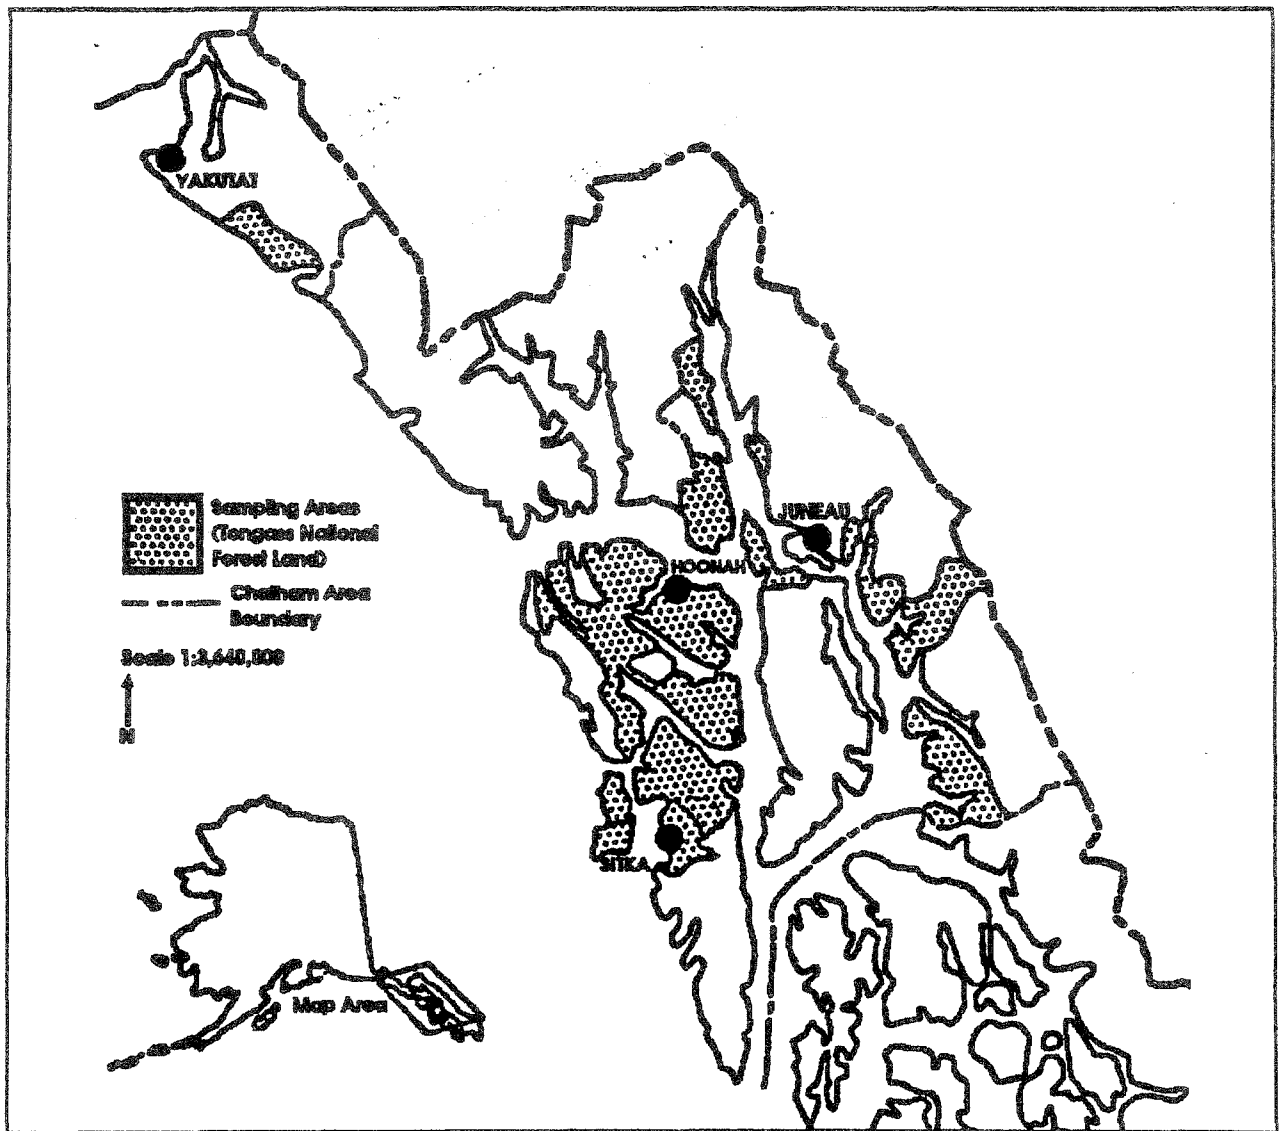 YAKUTAT
JUNEAU
HOONAH
Sampling Areas
(Tongass National
Forest Land)
Chatham Area
Boundary
Scale 1:3,640,800
N
SITKA
Map Area